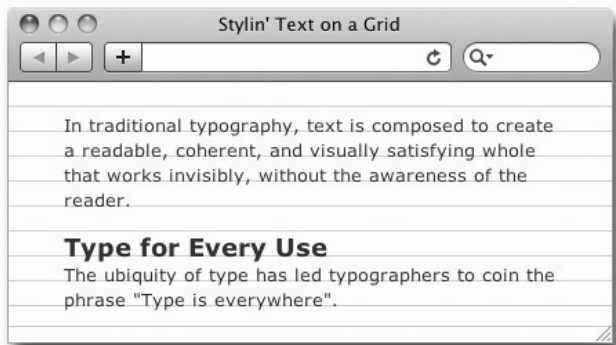 Stylin' Text on a Grid
In traditional typography, text is composed to create
a readable, coherent, and visually satisfying whole
that works invisibly, without the awareness of the
reader.
Type for Every Use
The ubiquity of type has led typographers to coin the
phrase "Type is everywhere".